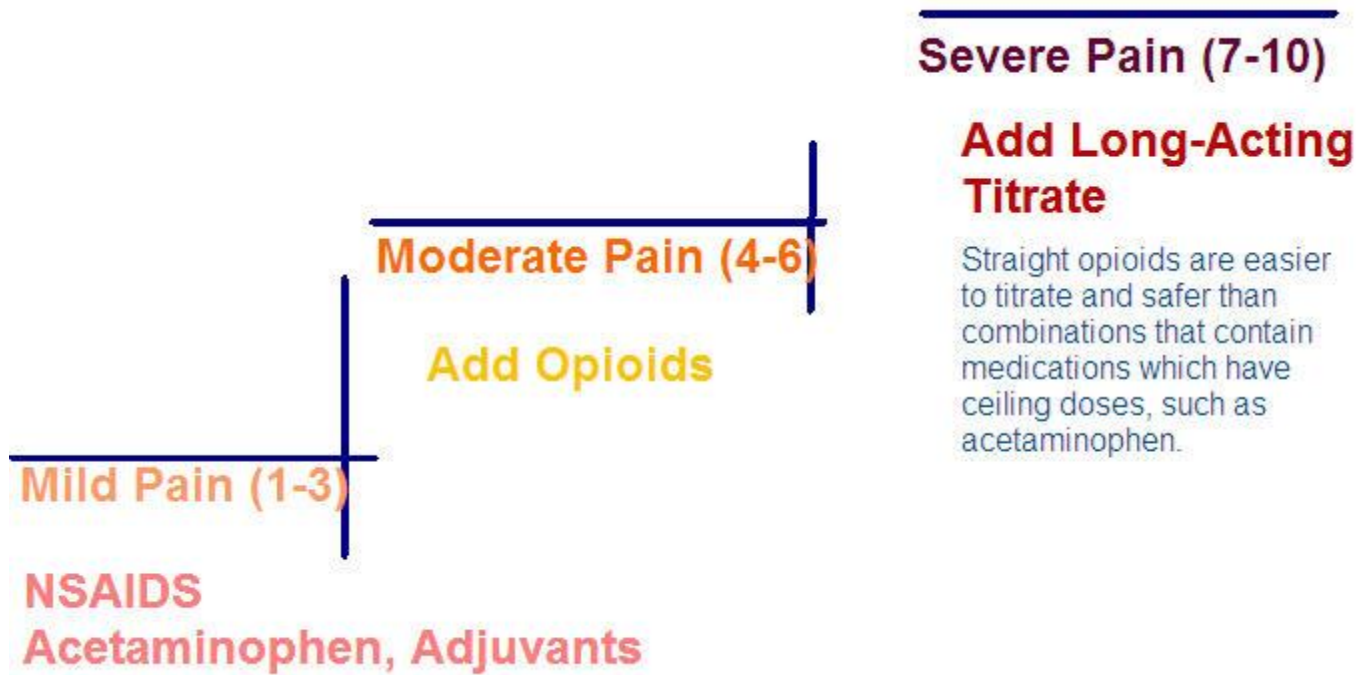 Severe Pain (7-10)
Add Long-Acting
Titrate
Straight opioids are easier
to titrate and safer than
combinations that contain
medications which have
ceiling doses, such as
acetaminophen.
Moderate Pain (4-6)
Add Opioids
Mild Pain (1-3)
NSAIDS
Acetaminophen, Adjuvants